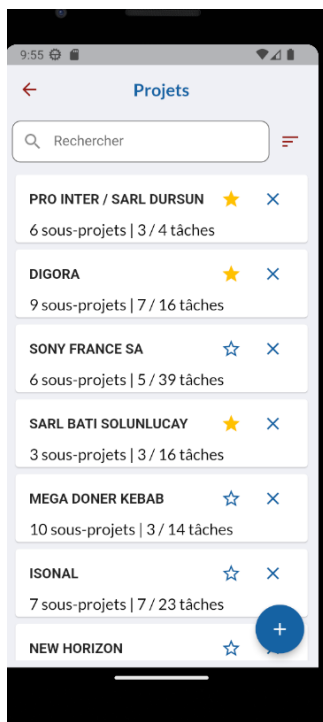 9:55
Projets
Rechercher
PRO INTER / SARL DURSUN
6 sous-projets | 3 / 4 tâches
DIGORA
9 sous-projets | 7 / 16 tâches
SONY FRANCE SA
6 sous-projets | 5 / 39 tâches
SARL BATI SOLUNLUCAY
3 sous-projets | 3 / 16 tâches
MEGA DONER KEBAB
10 sous-projets | 3 / 14 tâches
ISONAL
7 sous-projets | 7 / 23 tâches
NEW HORIZON